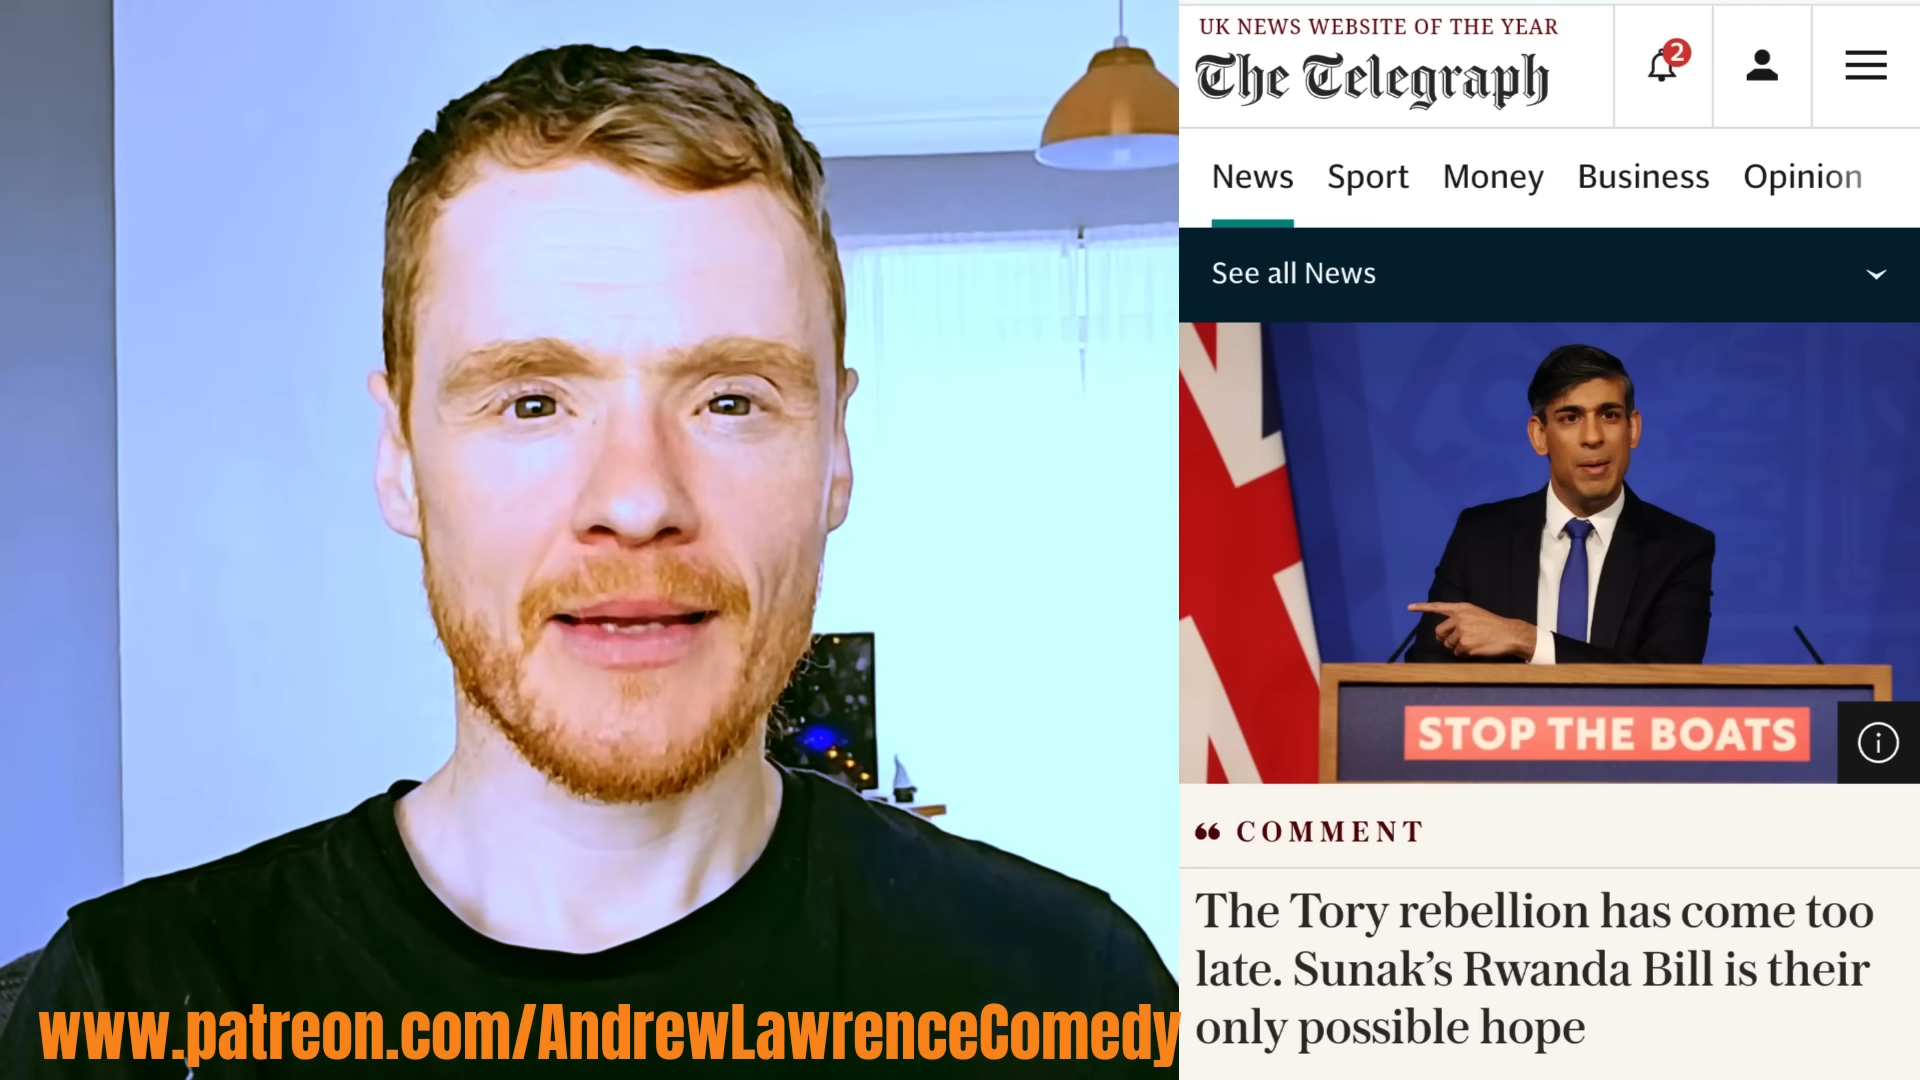 www.patreon.com/AndrewLawrenceComedy
UK NEWS WEBSITE OF THE YEAR
The Telegraph
2
News Sport Money Business Opinion
See all News
STOP THE BOATS
“ COMMENT
The Tory rebellion has come too
late. Sunak’s Rwanda Bill is their
only possible hope